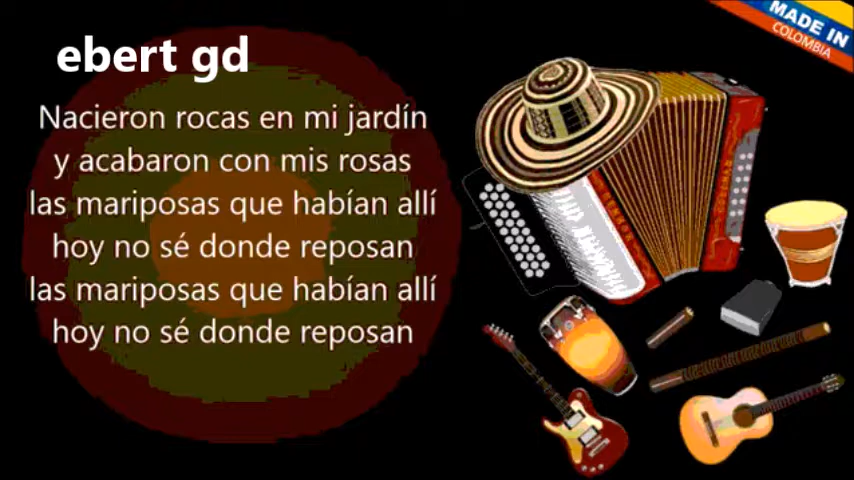 MADE IN
COLOMBIA
ebert gd
Nacieron rocas en mi jardín
y acabaron con mis rosas
las mariposas que habían allí
hoy no sé donde reposan
las mariposas que habían allí
hoy no sé donde reposan